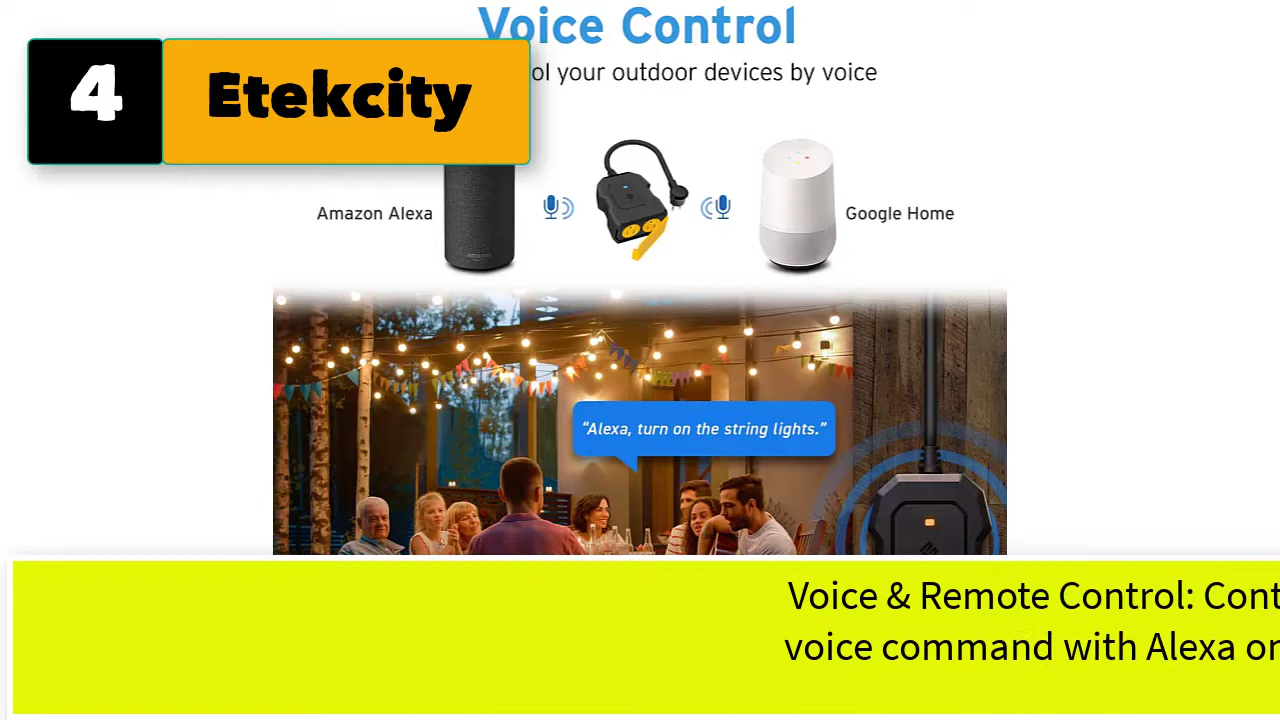 Voice Control
4 Etekcity
ol your outdoor devices by voice
Amazon Alexa
Google Home
amazon
“Alexa, turn on the string lights.”
Voice & Remote Control: Cont
voice command with Alexa or